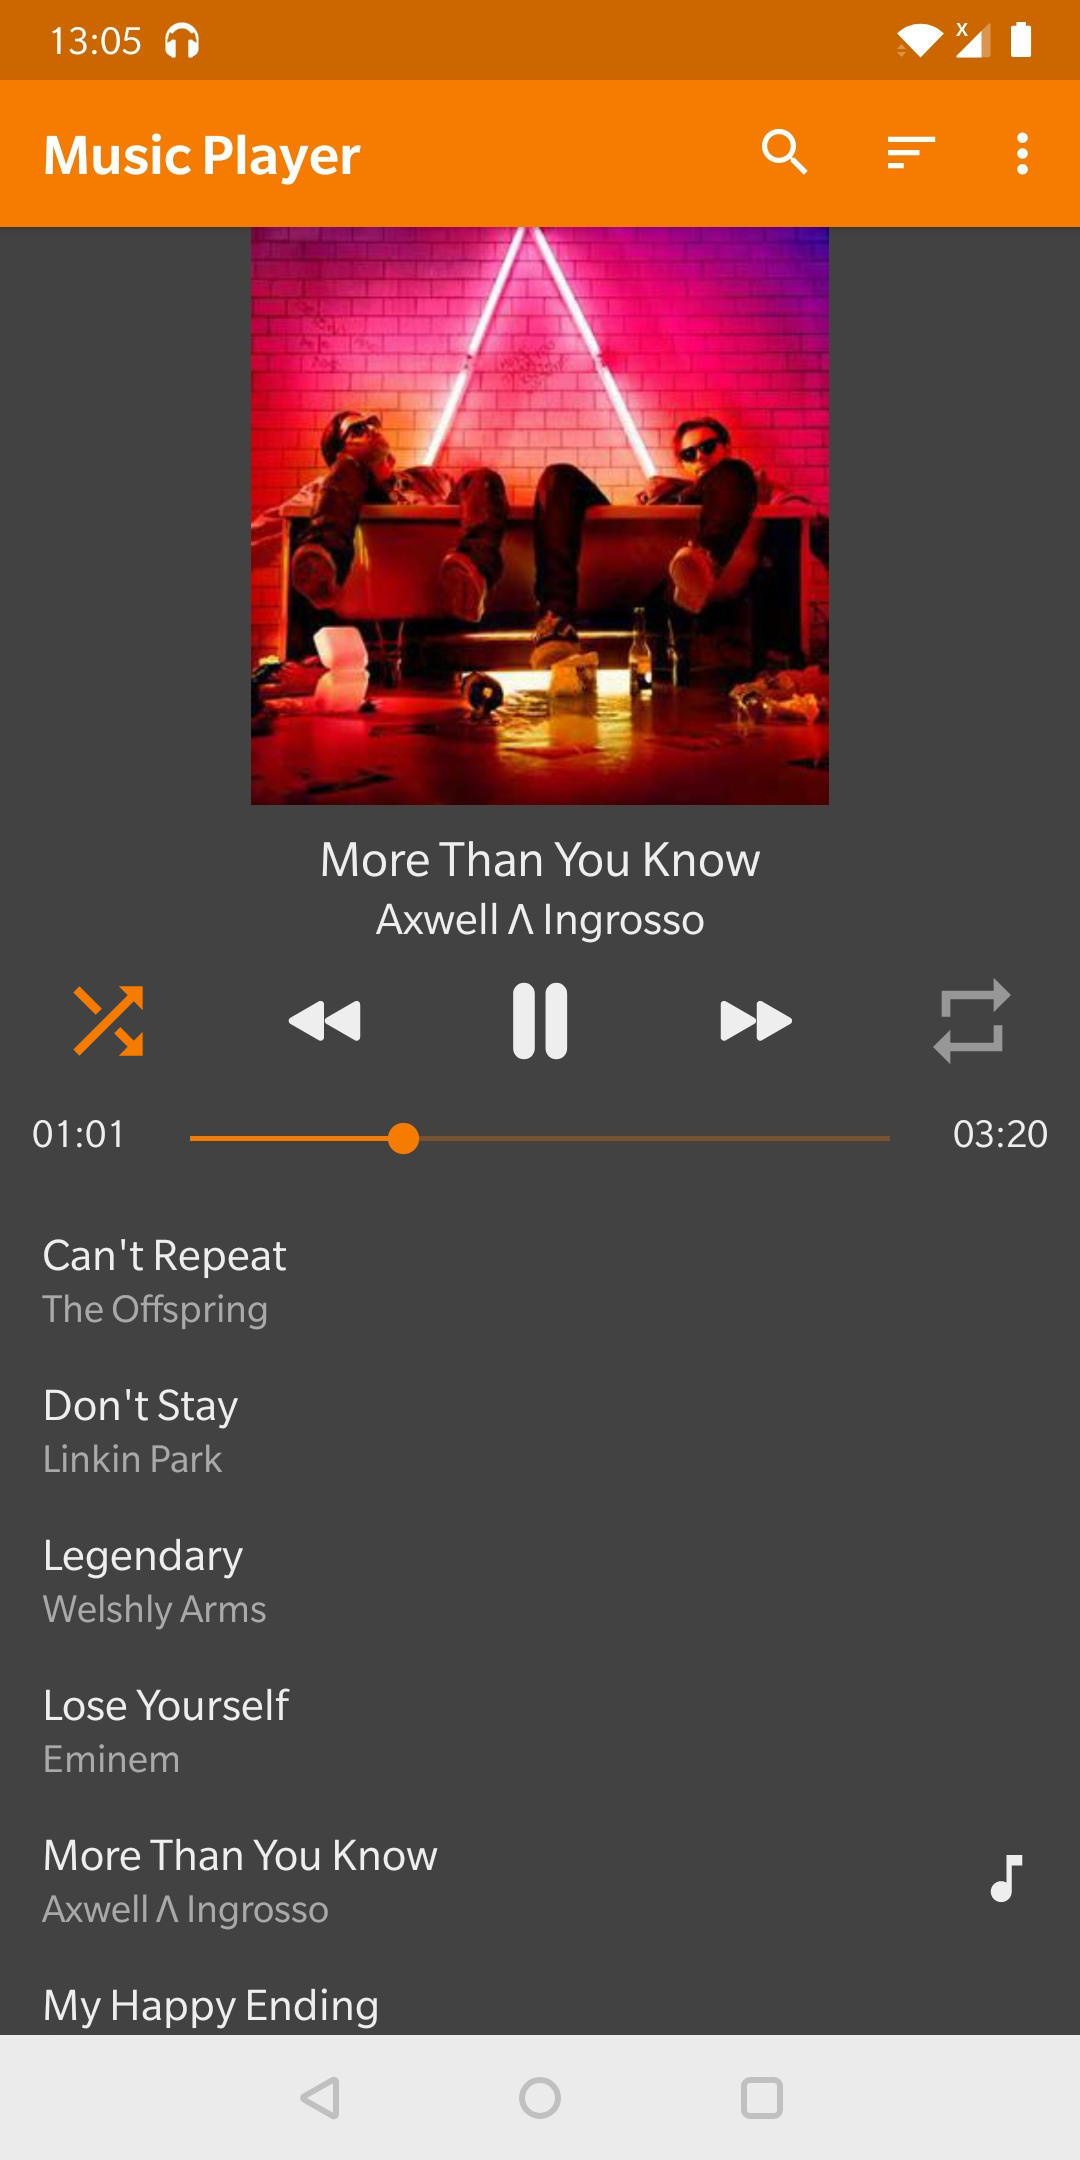 13:05
x
Music Player
More Than You Know
Axwell Λ Ingrosso
01:01
03:20
Can't Repeat
The Offspring
Don't Stay
Linkin Park
Legendary
Welshly Arms
Lose Yourself
Eminem
More Than You Know
Axwell Λ Ingrosso
My Happy Ending